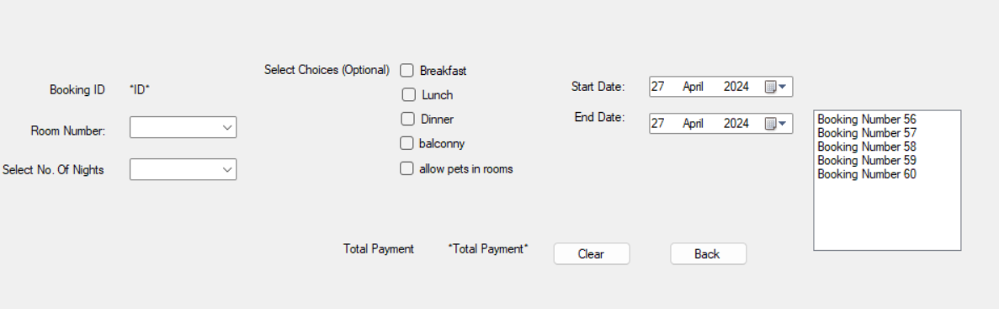 Booking ID *ID*
Room Number:
Select No. Of Nights
Select Choices (Optional)
Breakfast
Lunch
Dinner
balconny
allow pets in rooms
Start Date: 27 April 2024
End Date: 27 April 2024
Booking Number 56
Booking Number 57
Booking Number 58
Booking Number 59
Booking Number 60
Total Payment *Total Payment*
Clear
Back